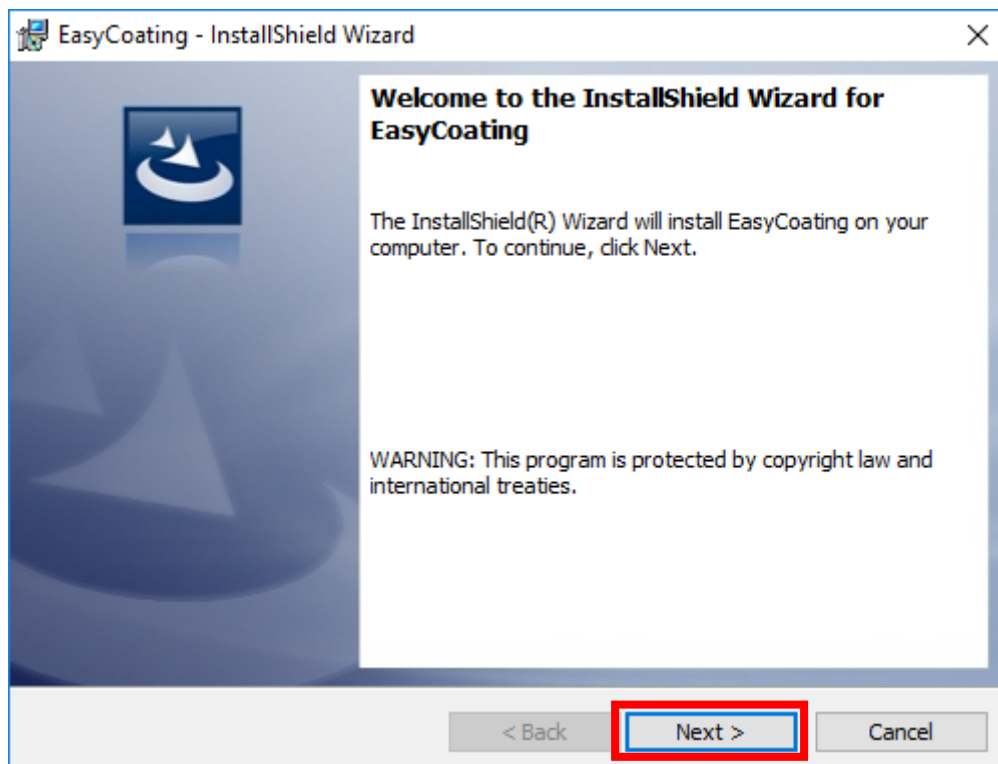 EasyCoating - InstallShield Wizard
Welcome to the InstallShield Wizard for
EasyCoating
The InstallShield(R) Wizard will install EasyCoating on your
computer. To continue, click Next.
WARNING: This program is protected by copyright law and
international treaties.
< Back
Next >
Cancel